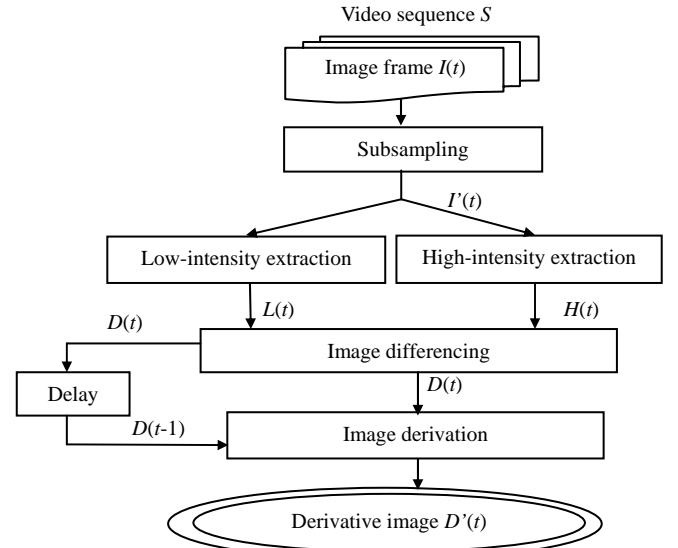 Video sequence S
Image frame I(t)
Subsampling
I’(t)
Low-intensity extraction
High-intensity extraction
L(t)
H(t)
D(t)
Image differencing
Delay
D(t)
D(t-1)
Image derivation
Derivative image D’(t)